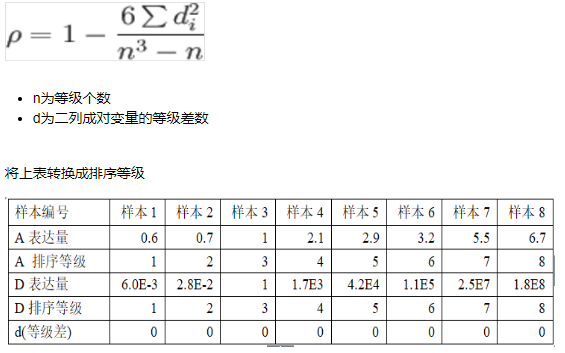 ρ = 1 − 6 ∑ d_i^2 / (n^3 − n)
• n为等级个数
• d为二列成对变量的等级差数
将上表转换成排序等级
样本编号 样本 1 样本 2 样本 3 样本 4 样本 5 样本 6 样本 7 样本 8
A 表达量 0.6 0.7 1 2.1 2.9 3.2 5.5 6.7
A 排序等级 1 2 3 4 5 6 7 8
D 表达量 6.0E-3 2.8E-2 1 1.7E3 4.2E4 1.1E5 2.5E7 1.8E8
D 排序等级 1 2 3 4 5 6 7 8
d(等级差) 0 0 0 0 0 0 0 0